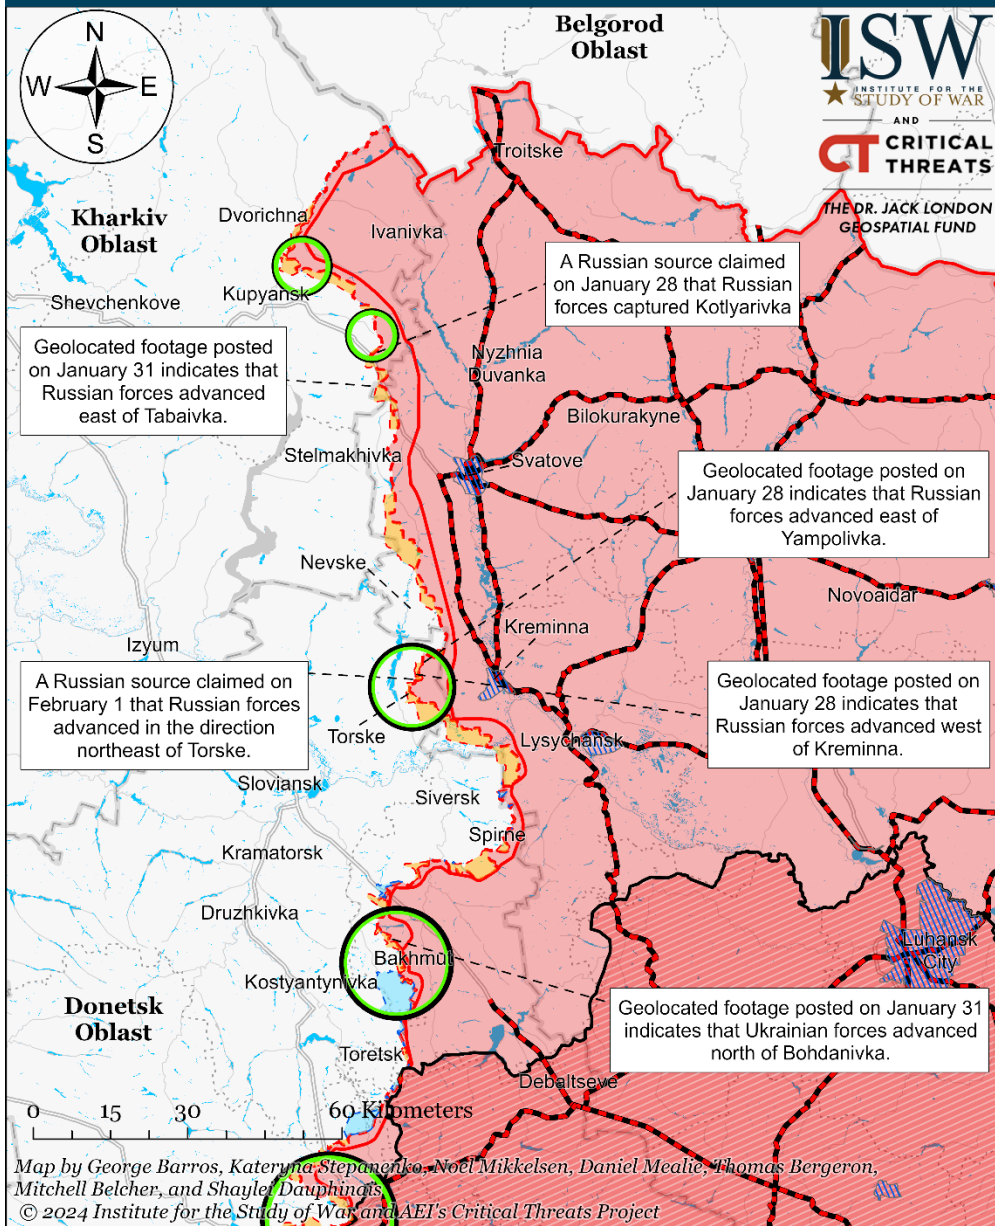 N
W
E
S
Belgorod
Oblast
ISW
INSTITUTE FOR THE
STUDY OF WAR
AND
CT CRITICAL
THREATS
THE DR. JACK LONDON
GEOSPATIAL FUND
Troitske
Kharkiv
Oblast
Dvorichna
Ivanivka
A Russian source claimed
on January 28 that Russian
forces captured Kotlyarivka
Shevchenkove
Kupyansk
Geolocated footage posted
on January 31 indicates that
Russian forces advanced
east of Tabaivka.
Nyzhnia
Duvanka
Bilokurakyne
Stelmakhivka
Svatove
Geolocated footage posted on
January 28 indicates that Russian
forces advanced east of
Yampolivka.
Nevske
Novoaidar
Kreminna
Izyum
A Russian source claimed on
February 1 that Russian forces
advanced in the direction
northeast of Torske.
Geolocated footage posted on
January 28 indicates that
Russian forces advanced west
of Kreminna.
Torske
Lysychansk
Sloviansk
Siversk
Spirne
Kramatorsk
Druzhkivka
Bakhmut
Luhansk
City
Kostyantynivka
Donetsk
Oblast
Geolocated footage posted on January 31
indicates that Ukrainian forces advanced
north of Bohdanivka.
Toretsk
Debaltseve
0 15 30 60 Kilometers
Map by George Barros, Kateryna Stepanenko, Noel Mikkelsen, Daniel Mealie, Thomas Bergeron,
Mitchell Belcher, and Shaylei Dauphinais
© 2024 Institute for the Study of War and AEI's Critical Threats Project